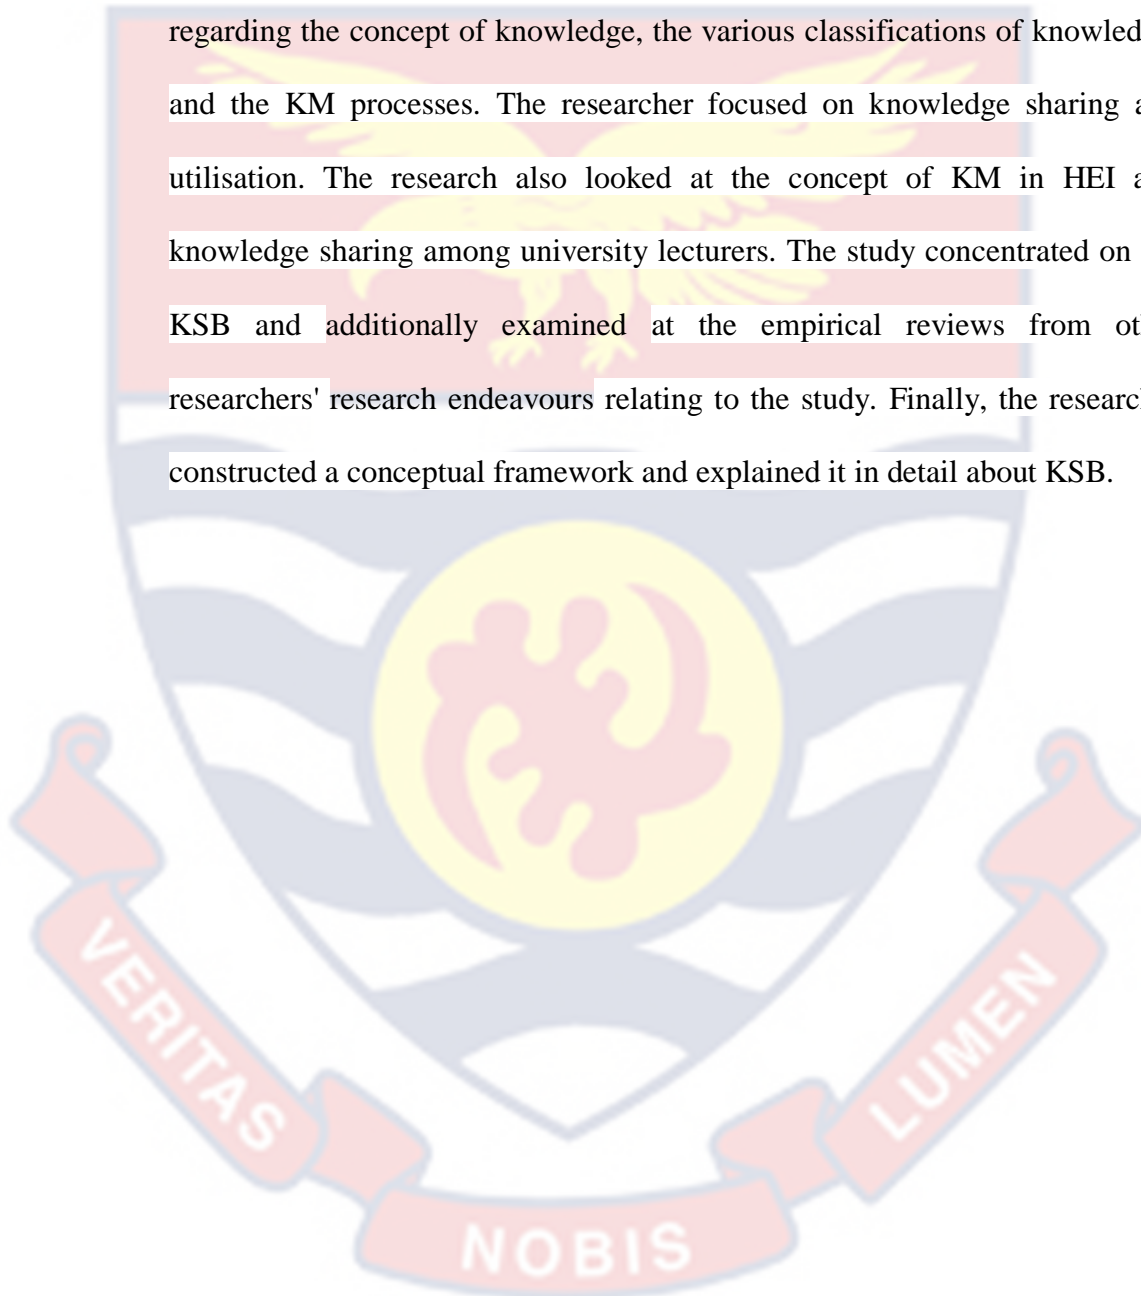 regarding the concept of knowledge, the various classifications of
and the KM processes. The researcher focused on knowledge sharing
utilisation. The research also looked at the concept of KM in HEI
knowledge sharing among university lecturers. The study concentrated on
KSB and additionally examined at the empirical reviews from
researchers' research endeavours relating to the study. Finally, the
constructed a conceptual framework and explained it in detail about KSB.
VERITAS
NOBIS
LUMEN